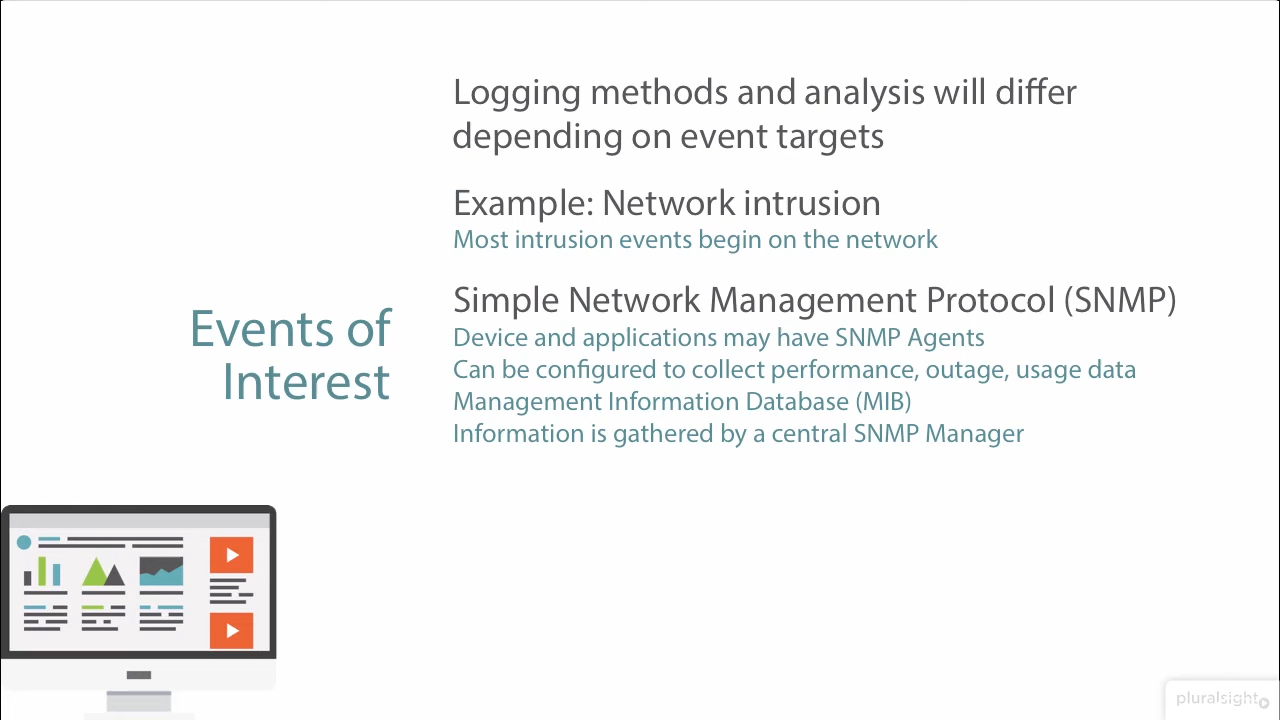 Logging methods and analysis will differ
depending on event targets
Example: Network intrusion
Most intrusion events begin on the network
Events of
Interest
Simple Network Management Protocol (SNMP)
Device and applications may have SNMP Agents
Can be configured to collect performance, outage, usage data
Management Information Database (MIB)
Information is gathered by a central SNMP Manager
pluralsight